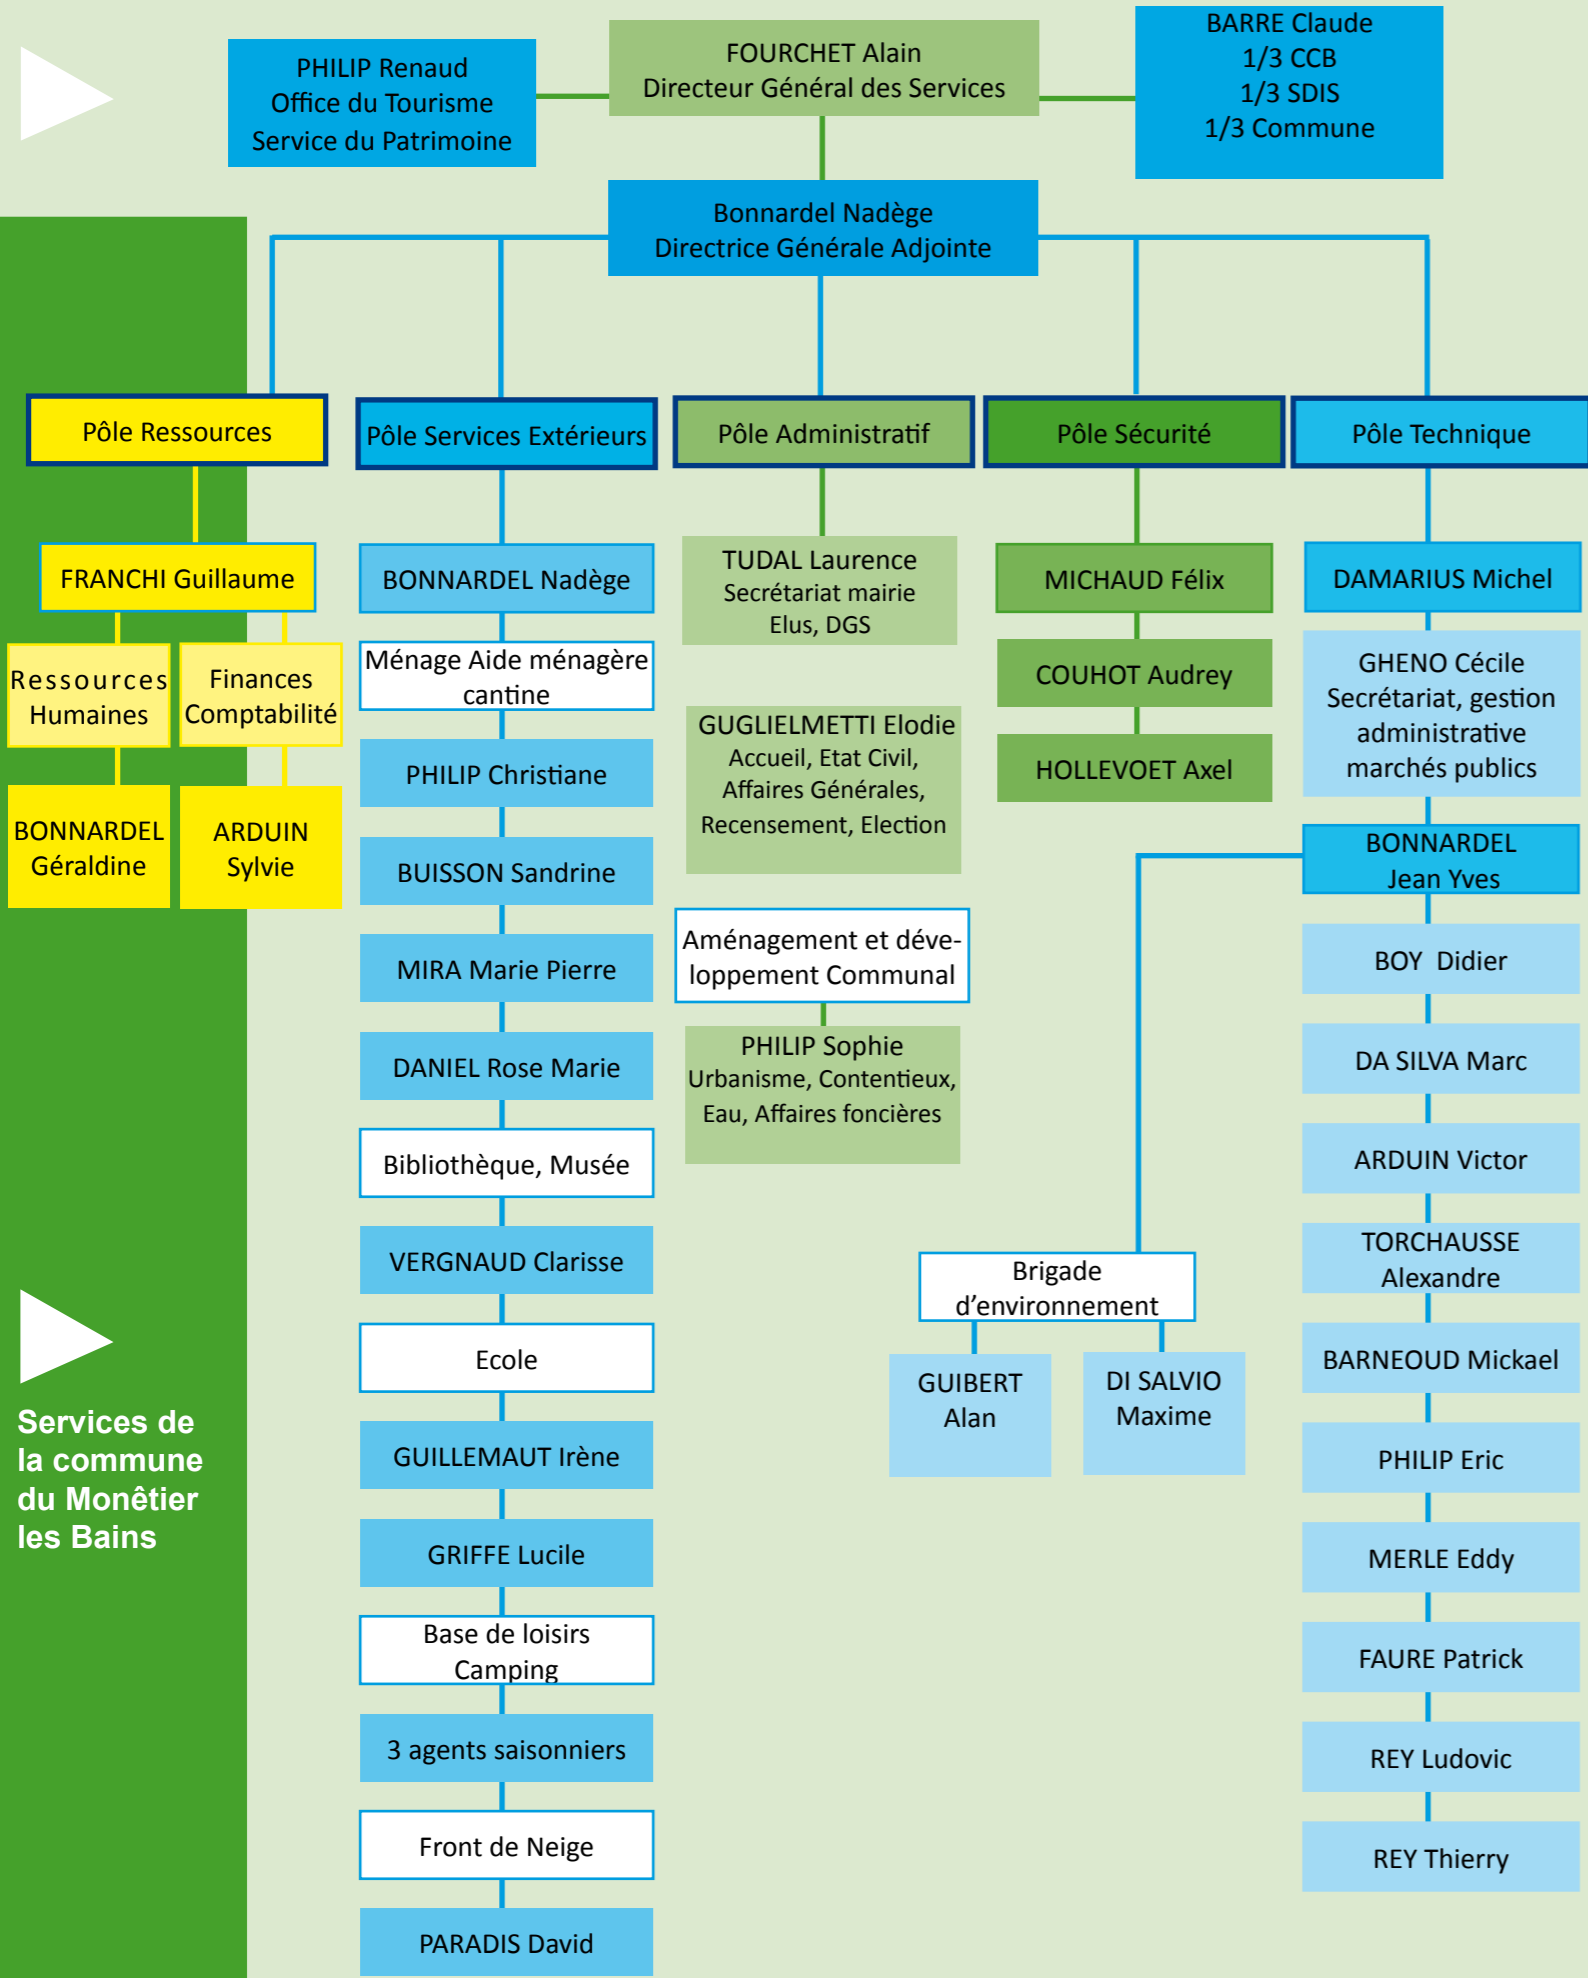 PHILIP Renaud
Office du Tourisme
Service du Patrimoine
FOURCHET Alain
Directeur Général des Services
BARRE Claude
1/3 CCB
1/3 SDIS
1/3 Commune
Bonnardel Nadège
Directrice Générale Adjointe
Pôle Ressources
FRANCHI Guillaume
Ressources
Humaines
BONNARDEL
Géraldine
Finances
Comptabilité
ARDUIN
Sylvie
Pôle Services Extérieurs
BONNARDEL Nadège
Ménage Aide ménagère
cantine
PHILIP Christiane
BUISSON Sandrine
MIRA Marie Pierre
DANIEL Rose Marie
Bibliothèque, Musée
VERGNAUD Clarisse
Ecole
GUILLEMAUT Irène
GRIFFE Lucile
Base de loisirs
Camping
3 agents saisonniers
Front de Neige
PARADIS David
Pôle Administratif
TUDAL Laurence
Secrétariat mairie
Elus, DGS
GUGLIELMETTI Elodie
Accueil, Etat Civil,
Affaires Générales,
Recensement, Election
Aménagement et déve-
loppement Communal
PHILIP Sophie
Urbanisme, Contentieux,
Eau, Affaires foncières
Pôle Sécurité
MICHAUD Félix
COUHOT Audrey
HOLLEVOET Axel
Pôle Technique
DAMARIUS Michel
GHENO Cécile
Secrétariat, gestion
administrative
marchés publics
BONNARDEL
Jean Yves
Brigade
d’environnement
GUIBERT
Alan
DI SALVIO
Maxime
BOY  Didier
DA SILVA Marc
ARDUIN Victor
TORCHAUSSE
Alexandre
BARNEOUD Mickael
PHILIP Eric
MERLE Eddy
FAURE Patrick
REY Ludovic
REY Thierry
Services de
la commune
du Monêtier
les Bains